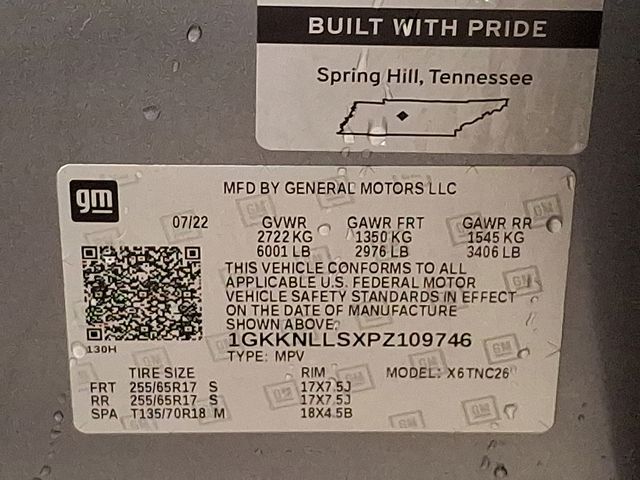 BUILT WITH PRIDE
Spring Hill, Tennessee
gm
MFD BY GENERAL MOTORS LLC
07/22 GVWR GAWR FRT GAWR RR
2722 KG 1350 KG 1545 KG
6001 LB 2976 LB 3406 LB
THIS VEHICLE CONFORMS TO ALL
APPLICABLE U.S. FEDERAL MOTOR
VEHICLE SAFETY STANDARDS IN EFFECT
ON THE DATE OF MANUFACTURE
SHOWN ABOVE.
1GKKNLLSXPZ109746
130H
TYPE: MPV
TIRE SIZE RIM MODEL: X6TNC26
FRT 255/65R17 S 17X7.5J
RR 255/65R17 S 17X7.5J
SPA T135/70R18 M 18X4.5B